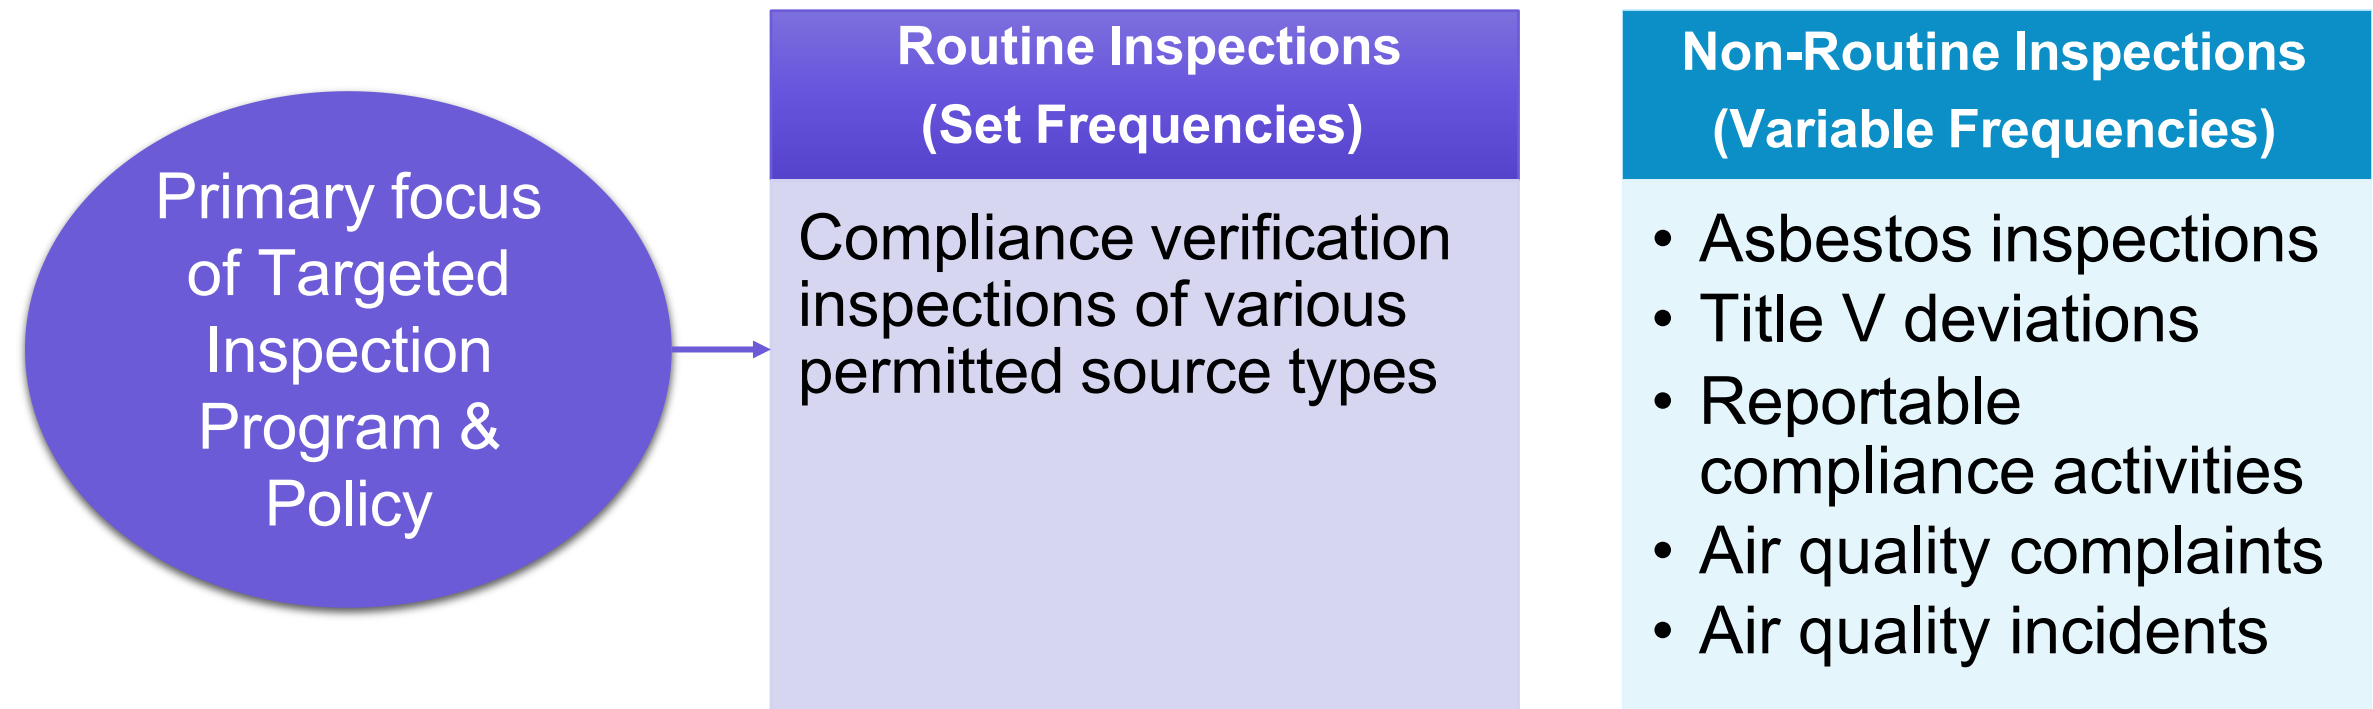 Primary focus
of Targeted
Inspection
Program &
Policy
Routine Inspections
(Set Frequencies)
Compliance verification
inspections of various
permitted source types
Non-Routine Inspections
(Variable Frequencies)
• Asbestos inspections
• Title V deviations
• Reportable
compliance activities
• Air quality complaints
• Air quality incidents